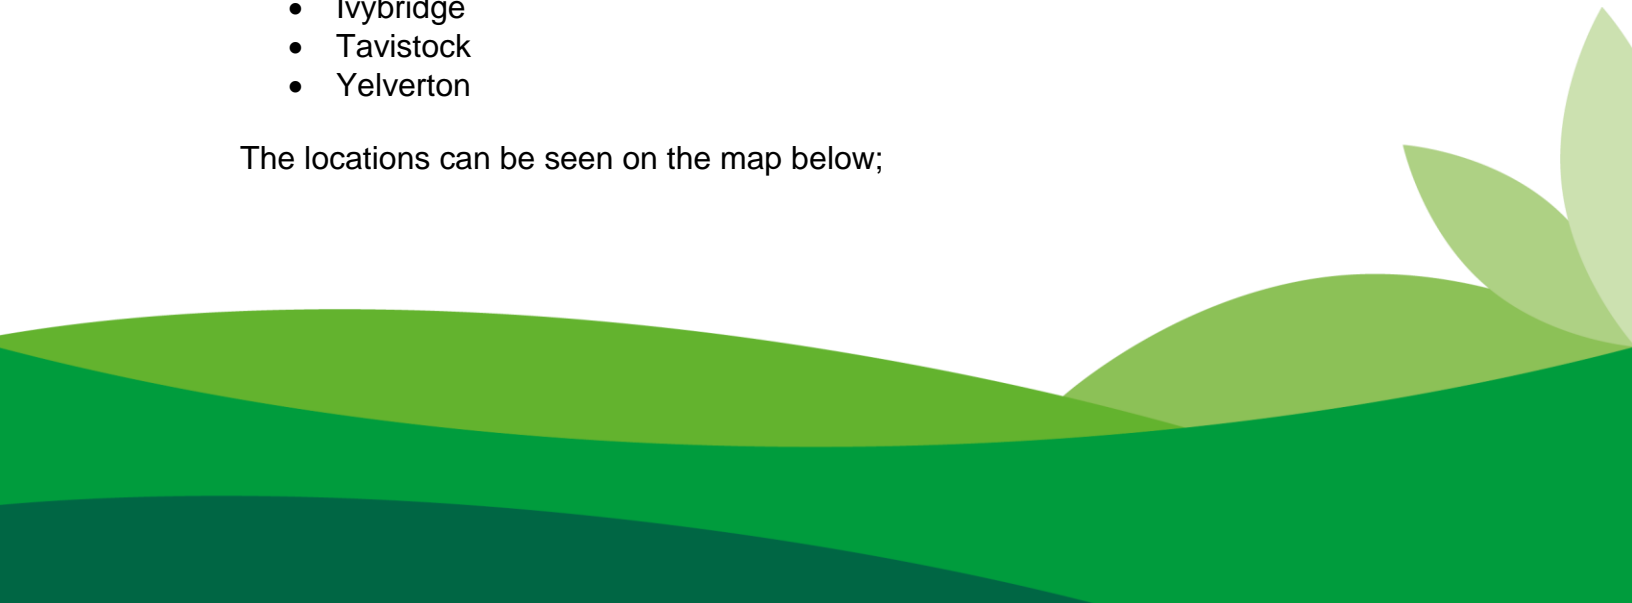 • Ivybridge
• Tavistock
• Yelverton
The locations can be seen on the map below;